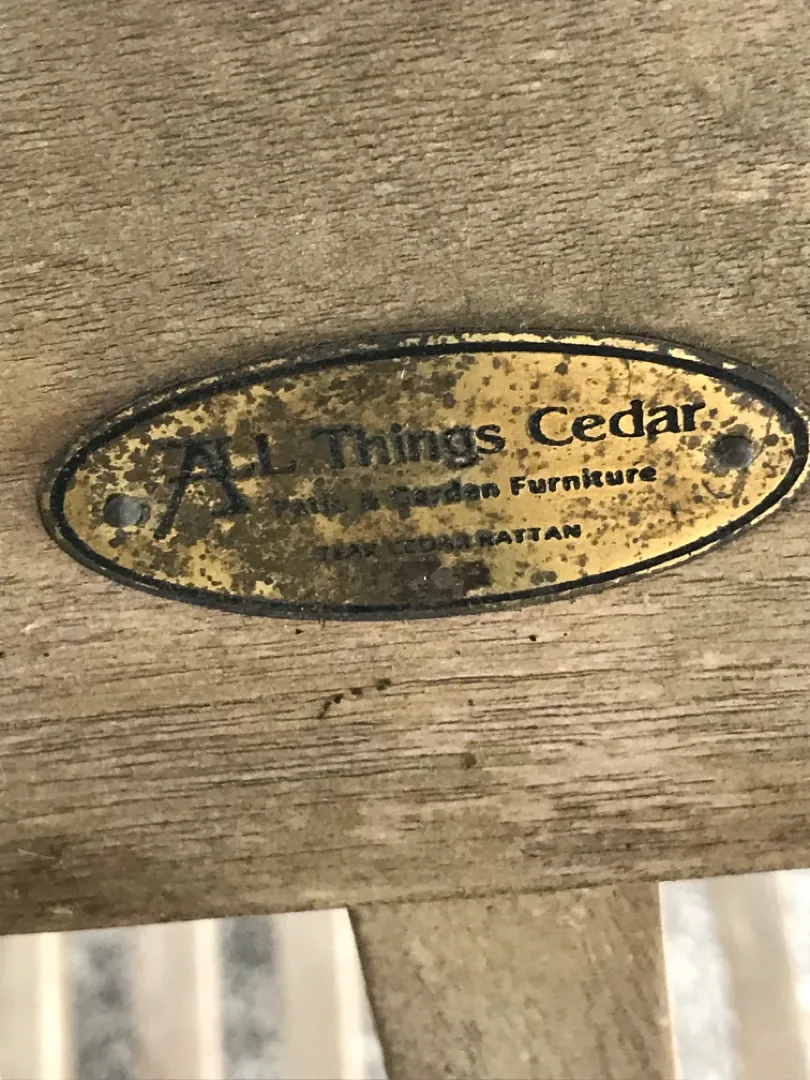 ALL Things Cedar
Patio & Garden Furniture
TEAK CEDAR RATTAN